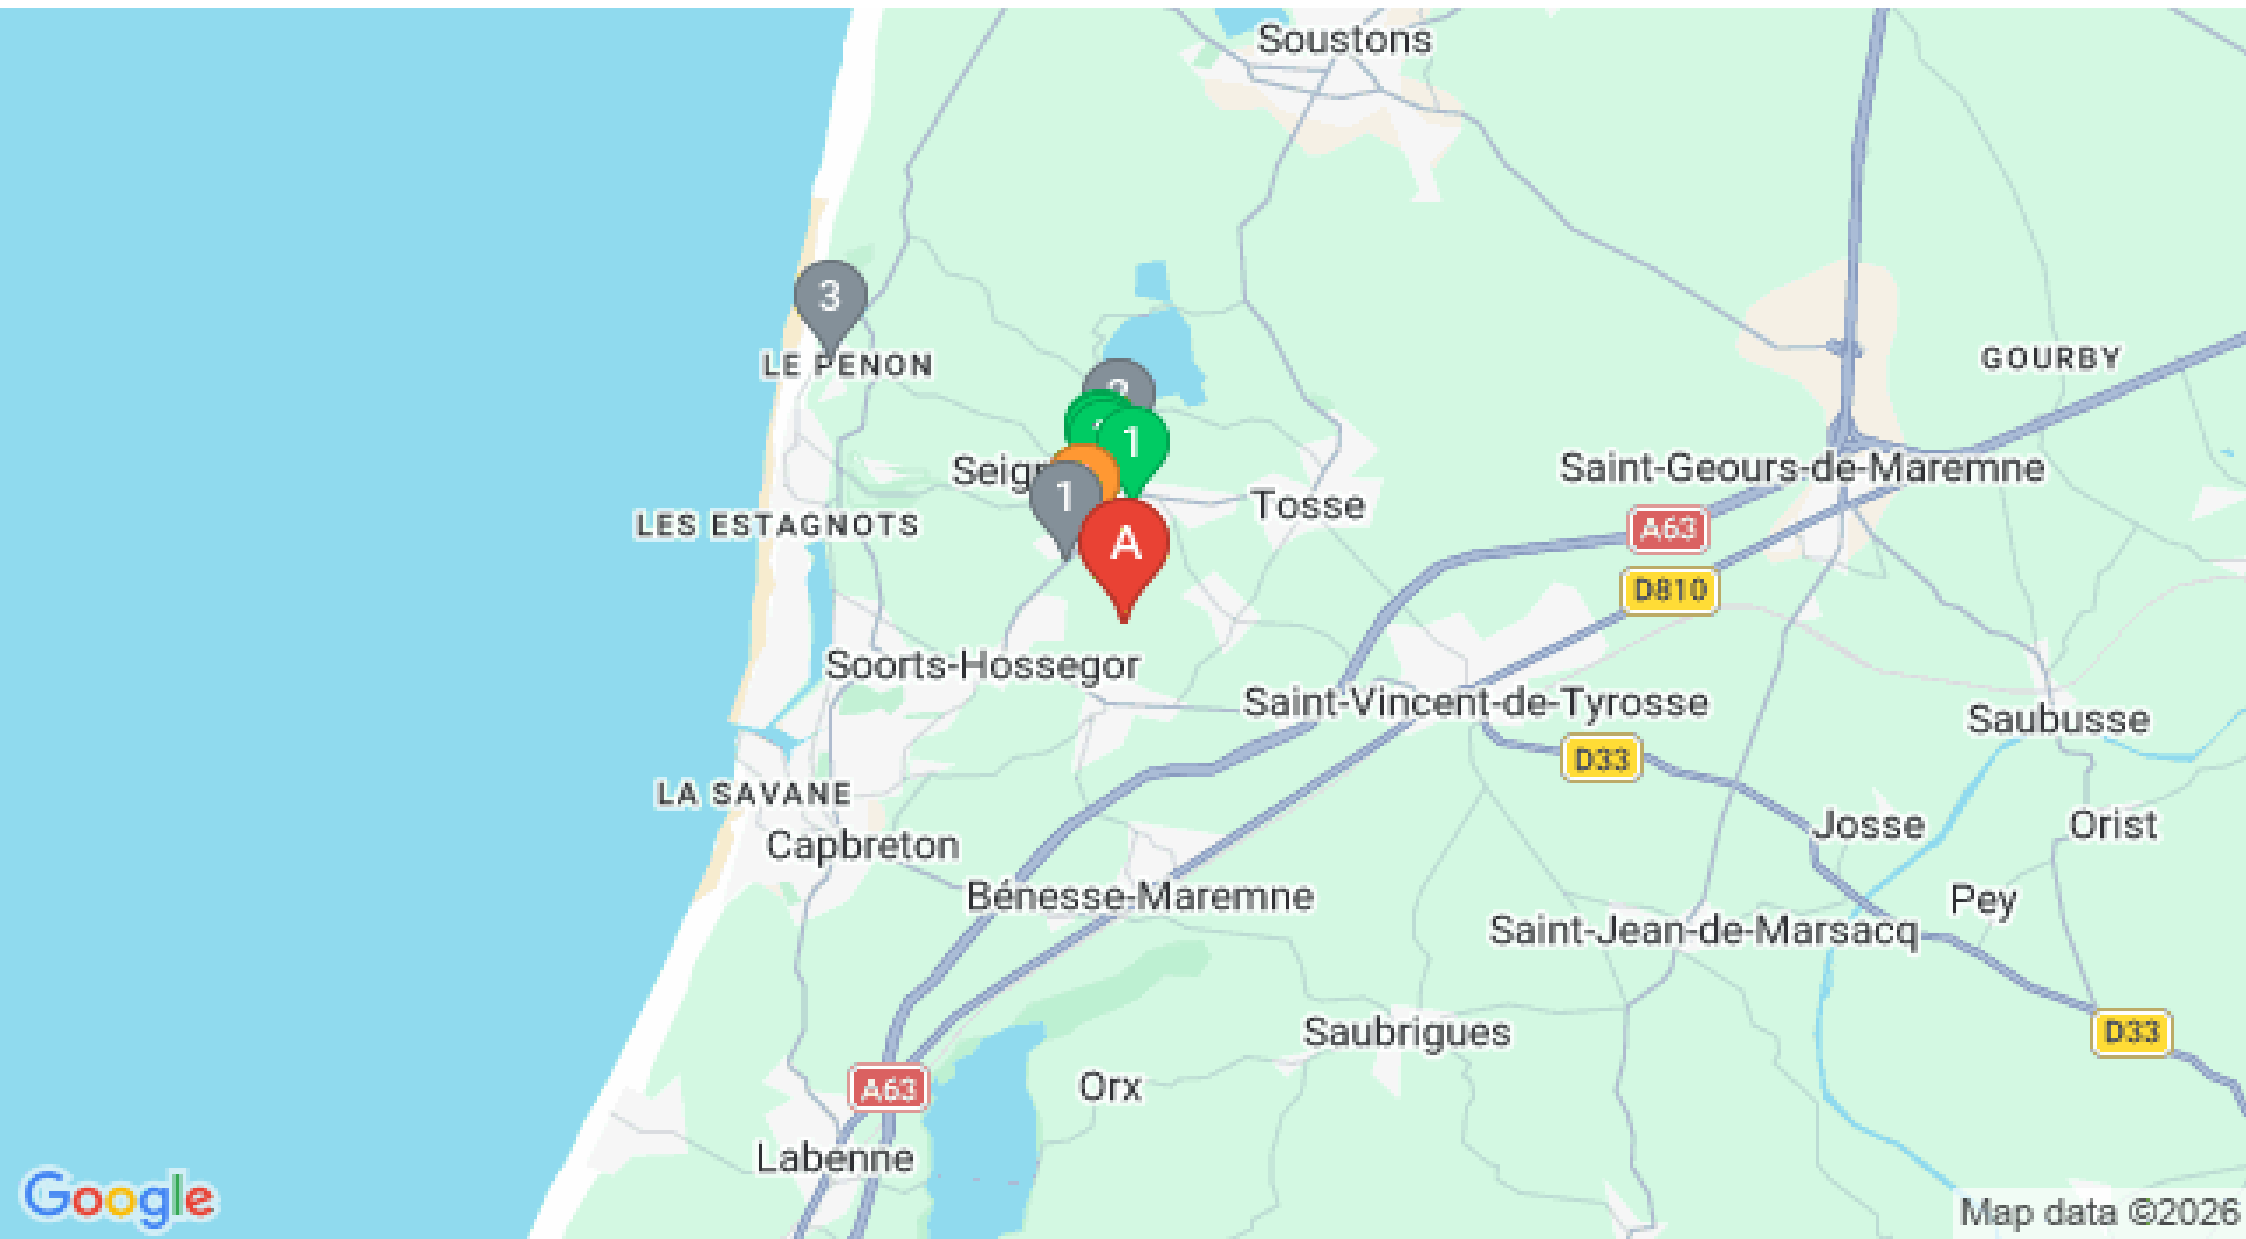 Soustons
3
LE PENON
GOURBY
1
Seign
Saint-Geours-de-Maremne
1
Tosse
LES ESTAGNOTS
A63
A
D810
Soorts-Hossegor
Saint-Vincent-de-Tyrosse
Saubusse
D33
LA SAVANE
Josse
Orist
Capbreton
Bénesse-Maremne
Pey
Saint-Jean-de-Marsacq
Saubrigues
D33
A63
Orx
Labenne
Google
Map data ©2026